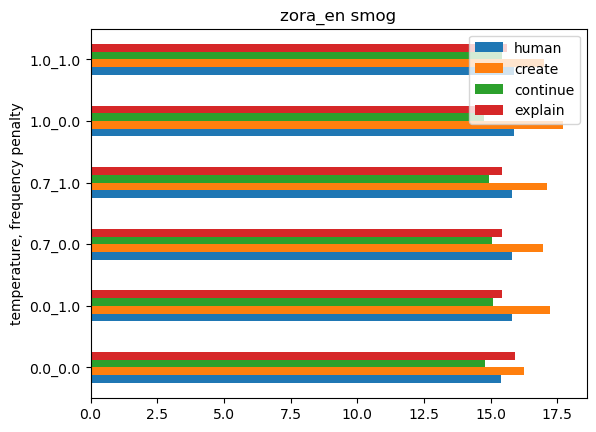 zora_en smog
human
create
continue
explain
temperature, frequency penalty
1.0_1.0
1.0_0.0
0.7_1.0
0.7_0.0
0.0_1.0
0.0_0.0
0.0 2.5 5.0 7.5 10.0 12.5 15.0 17.5